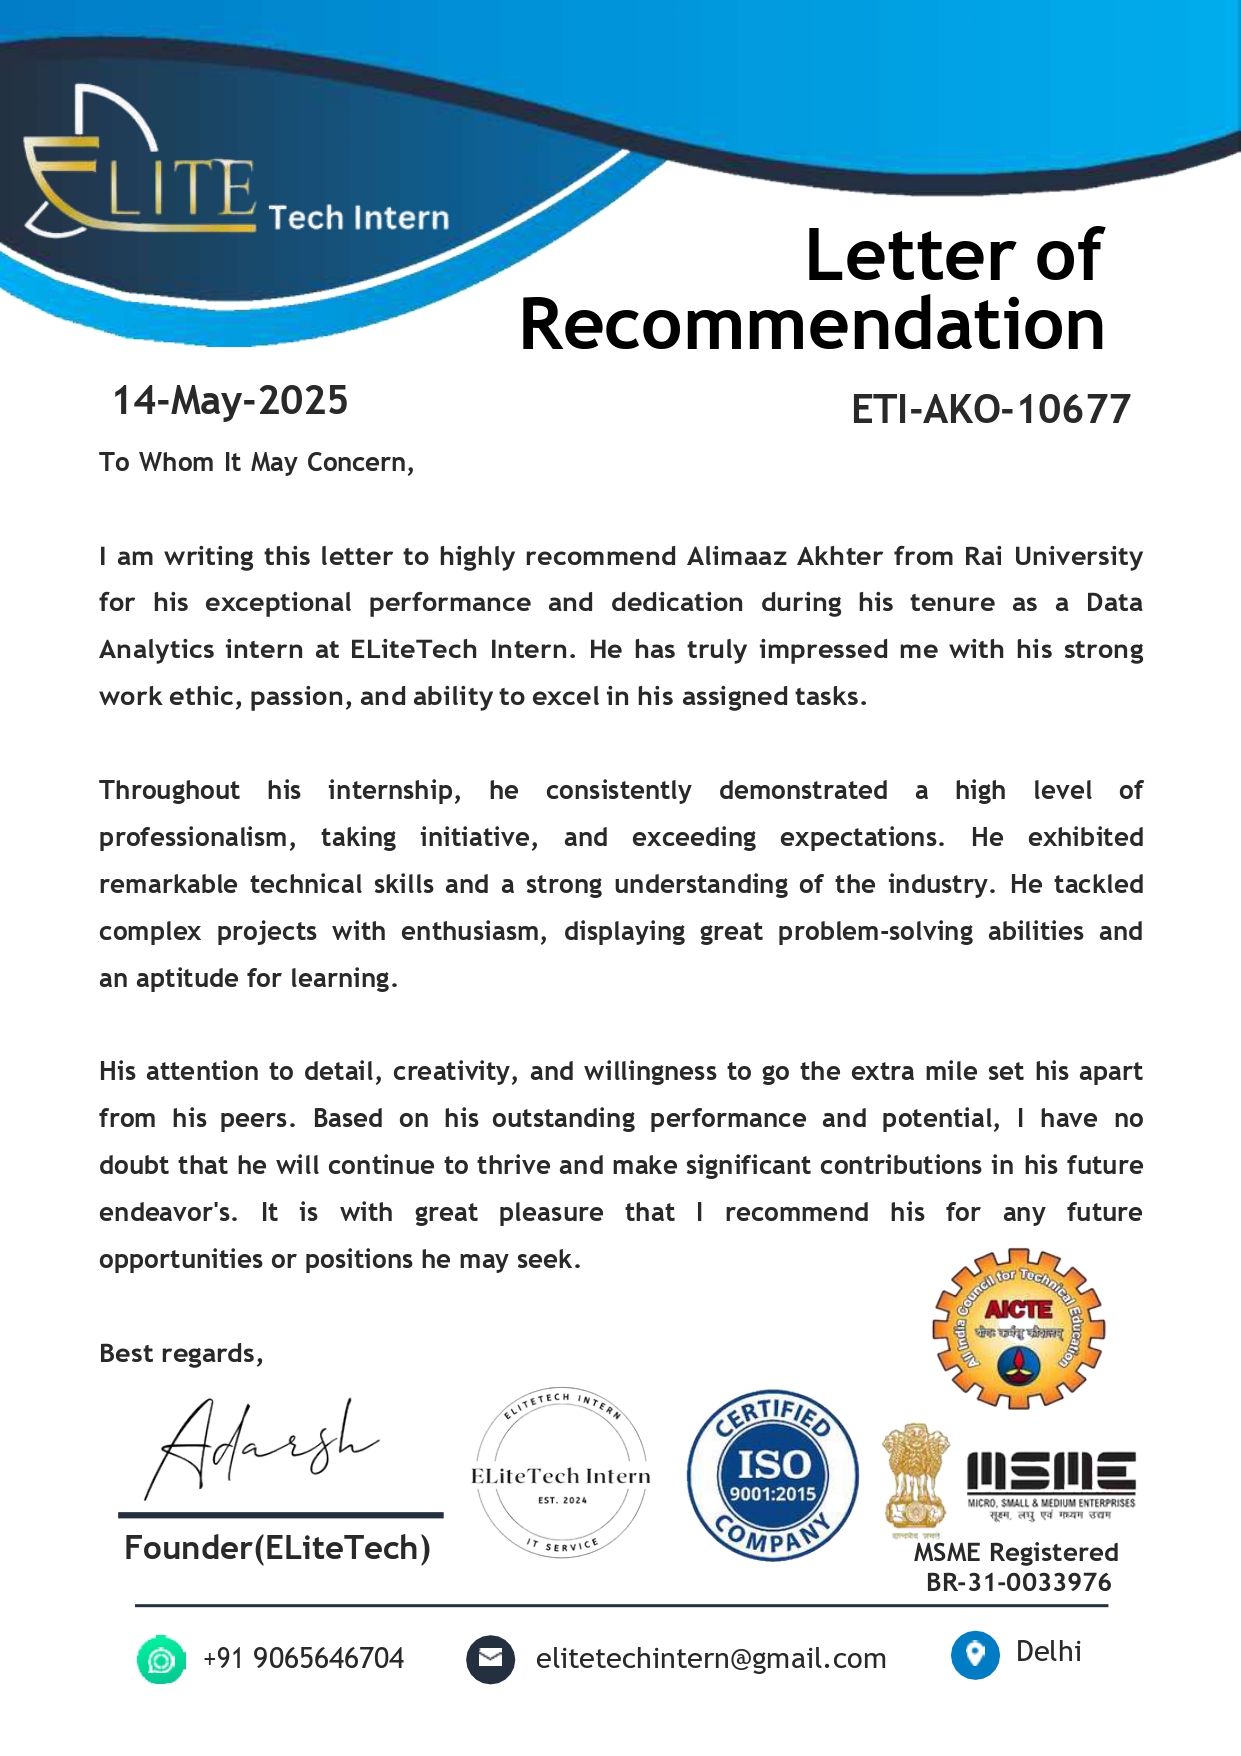 ELITE Tech Intern
Letter of
Recommendation
14-May-2025
ETI-AKO-10677
To Whom It May Concern,
I am writing this letter to highly recommend Alimaaz Akhter from Rai University
for his exceptional performance and dedication during his tenure as a Data
Analytics intern at ELiteTech Intern. He has truly impressed me with his strong
work ethic, passion, and ability to excel in his assigned tasks.
Throughout his internship, he consistently demonstrated a high level of
professionalism, taking initiative, and exceeding expectations. He exhibited
remarkable technical skills and a strong understanding of the industry. He tackled
complex projects with enthusiasm, displaying great problem-solving abilities and
an aptitude for learning.
His attention to detail, creativity, and willingness to go the extra mile set his apart
from his peers. Based on his outstanding performance and potential, I have no
doubt that he will continue to thrive and make significant contributions in his future
endeavor's. It is with great pleasure that I recommend his for any future
opportunities or positions he may seek.
Best regards,
Adarsh
Founder(ELiteTech)
ELITETECH INTERN
ELiteTech Intern
EST. 2024
IT SERVICE
CERTIFIED
ISO
9001:2015
COMPANY
All India Council for Technical Education
AICTE
योगः कर्मसु कौशलम्
सत्यमेव जयते
MSME
MICRO, SMALL & MEDIUM ENTERPRISES
सूक्ष्म, लघु एवं मध्यम उद्यम
MSME Registered
BR-31-0033976
+91 9065646704
elitetechintern@gmail.com
Delhi